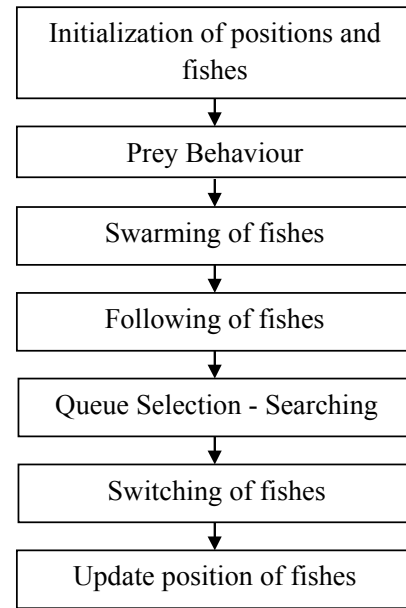 Initialization of positions and
fishes
Prey Behaviour
Swarming of fishes
Following of fishes
Queue Selection - Searching
Switching of fishes
Update position of fishes